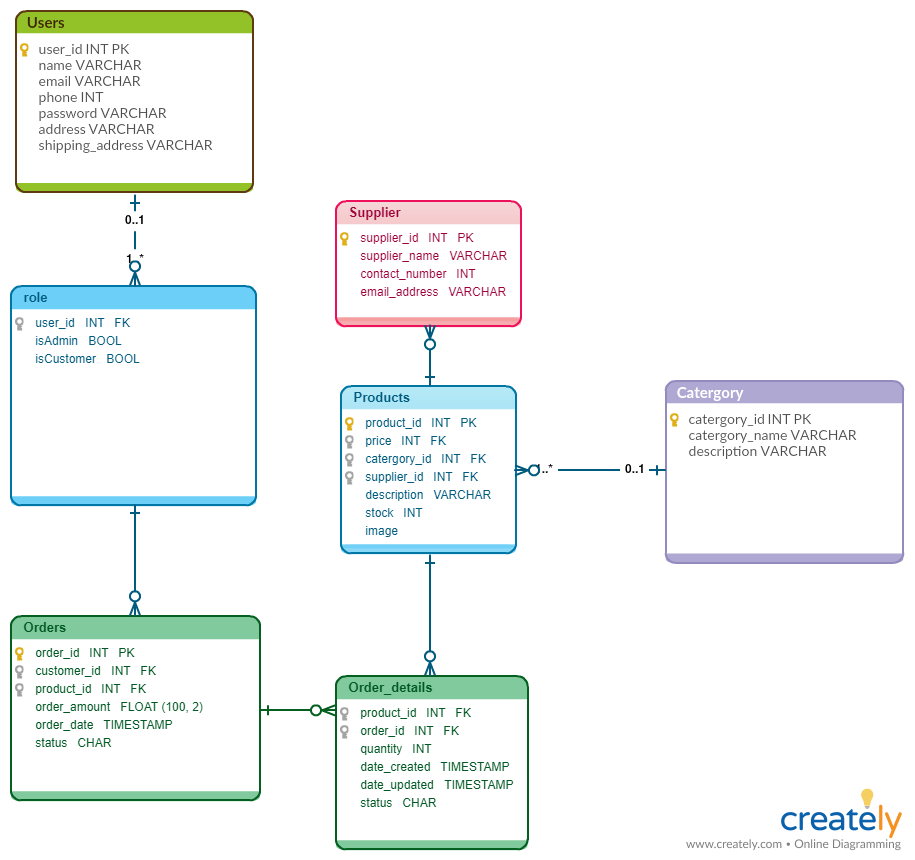 Users
user_id INT PK
name VARCHAR
email VARCHAR
phone INT
password VARCHAR
address VARCHAR
shipping_address VARCHAR
0..1
1..*
role
user_id INT FK
isAdmin BOOL
isCustomer BOOL
Supplier
supplier_id INT PK
supplier_name VARCHAR
contact_number INT
email_address VARCHAR
Products
product_id INT PK
price INT FK
catergory_id INT FK
supplier_id INT FK
description VARCHAR
stock INT
image
1..*
0..1
Catergory
catergory_id INT PK
catergory_name VARCHAR
description VARCHAR
Orders
order_id INT PK
customer_id INT FK
product_id INT FK
order_amount FLOAT (100, 2)
order_date TIMESTAMP
status CHAR
Order_details
product_id INT FK
order_id INT FK
quantity INT
date_created TIMESTAMP
date_updated TIMESTAMP
status CHAR
creately
www.creately.com • Online Diagramming